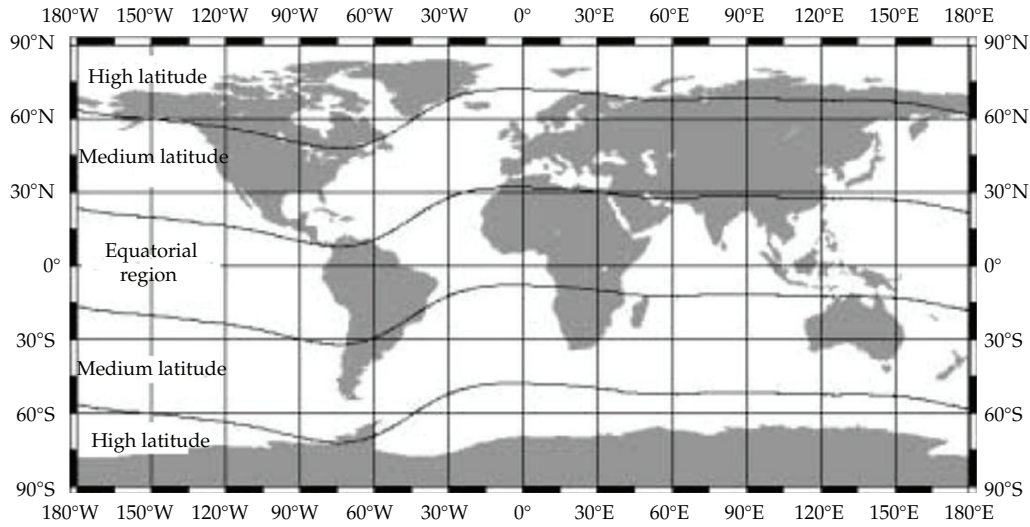 180°W 150°W 120°W 90°W 60°W 30°W 0° 30°E 60°E 90°E 120°E 150°E 180°E
90°N 90°N
High latitude
60°N 60°N
Medium latitude
30°N 30°N
Equatorial
region
0° 0°
30°S 30°S
Medium latitude
60°S 60°S
High latitude
90°S 90°S
180°W 150°W 120°W 90°W 60°W 30°W 0° 30°E 60°E 90°E 120°E 150°E 180°E